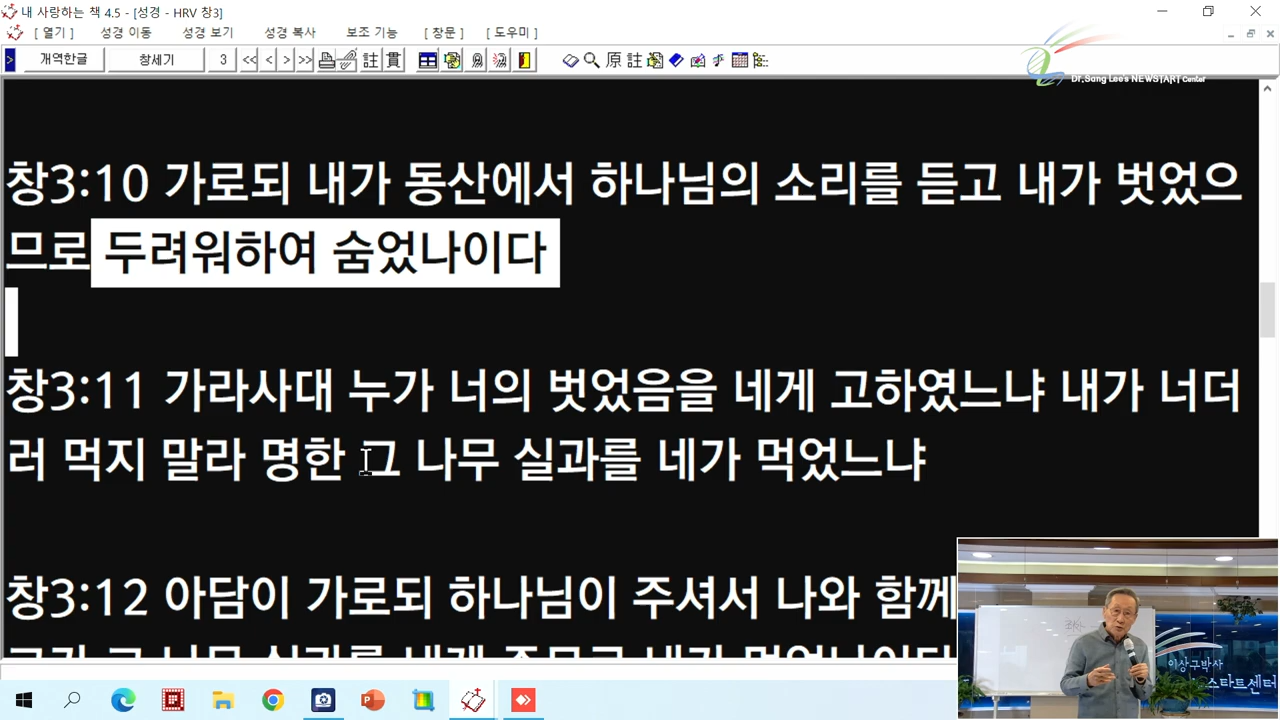 내 사랑하는 책 4.5 - [성경 - HRV 창3]
[ 열기 ] 성경 이동 성경 보기 성경 복사 보조 기능 [ 창문 ] [ 도우미 ]
> 개역한글 창세기 3 << < > >> 註 貫 原 註
Dr.Sang Lee's NEWSTART Center
창3:10 가로되 내가 동산에서 하나님의 소리를 듣고 내가 벗었으
므로 두려워하여 숨었나이다
창3:11 가라사대 누가 너의 벗었음을 네게 고하였느냐 내가 너더
러 먹지 말라 명한 그 나무 실과를 네가 먹었느냐
창3:12 아담이 가로되 하나님이 주셔서 나와 함께
이상구박사
스타트센터